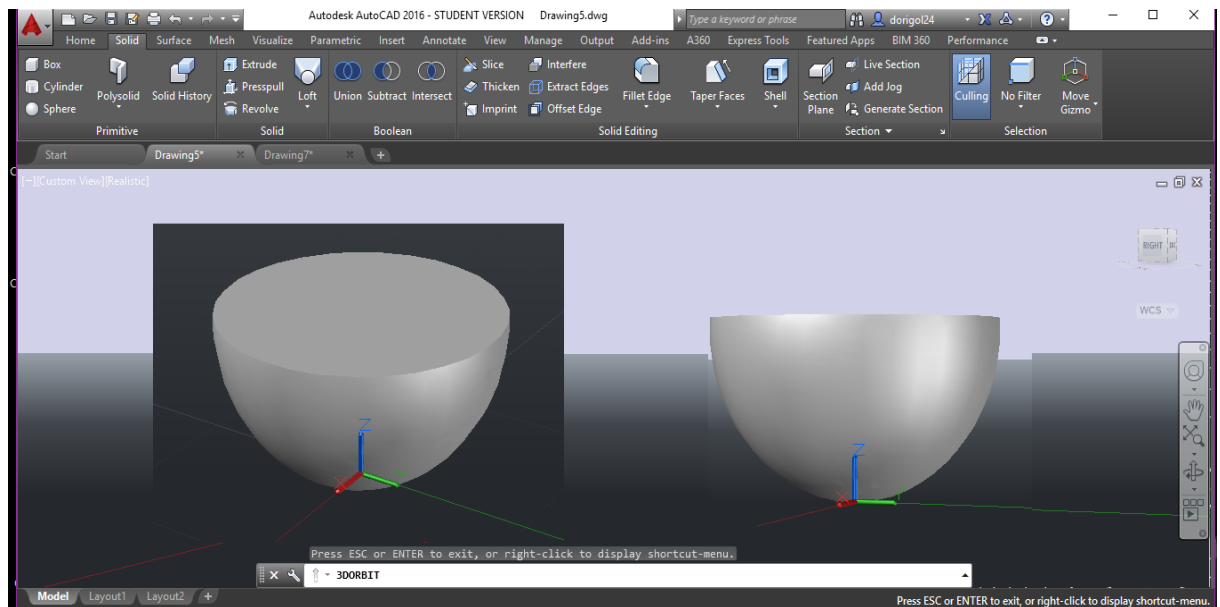 Autodesk AutoCAD 2016 - STUDENT VERSION Drawing5.dwg Type a keyword or phrase dorigol24
Home Solid Surface Mesh Visualize Parametric Insert Annotate View Manage Output Add-ins A360 Express Tools Featured Apps BIM 360 Performance
Box Extrude Slice Interfere Live Section
Cylinder Presspull Thicken Extract Edges Add Jog
Sphere Revolve Imprint Offset Edge Generate Section
Polysolid Solid History Loft Union Subtract Intersect Fillet Edge Taper Faces Shell Section Plane Culling No Filter Move Gizmo
Primitive Solid Boolean Solid Editing Section Selection
Start Drawing5* Drawing7*
[−][Custom View][Realistic]
RIGHT
WCS
Z
X
Z
X
Press ESC or ENTER to exit, or right-click to display shortcut-menu.
3DORBIT
Model Layout1 Layout2 +
Press ESC or ENTER to exit, or right-click to display shortcut-menu.